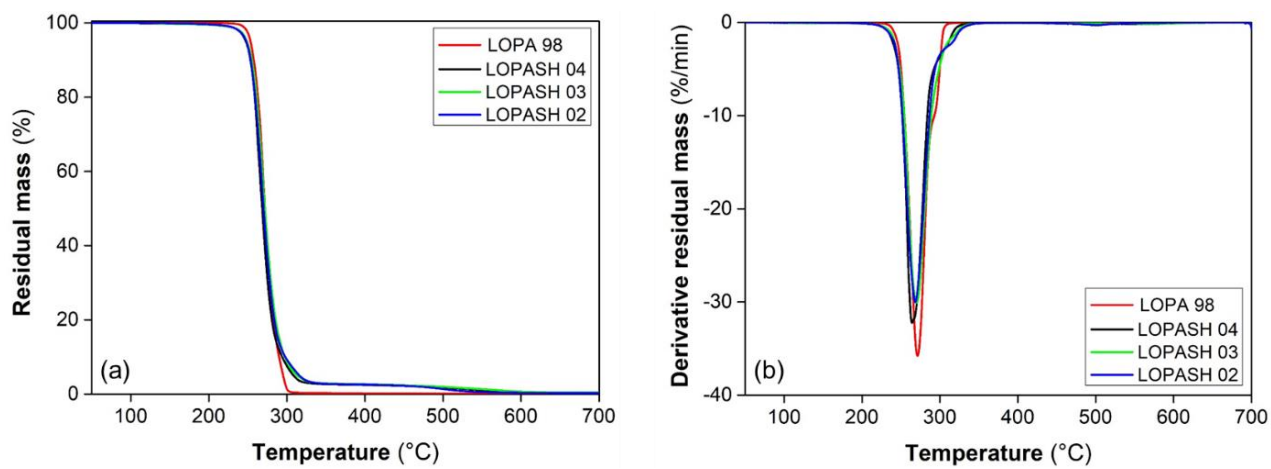 Residual mass (%)
100
80
60
40
20
0
LOPA 98
LOPASH 04
LOPASH 03
LOPASH 02
(a)
100 200 300 400 500 600 700
Temperature (°C)
Derivative residual mass (%/min)
0
-10
-20
-30
-40
LOPA 98
LOPASH 04
LOPASH 03
LOPASH 02
(b)
100 200 300 400 500 600 700
Temperature (°C)